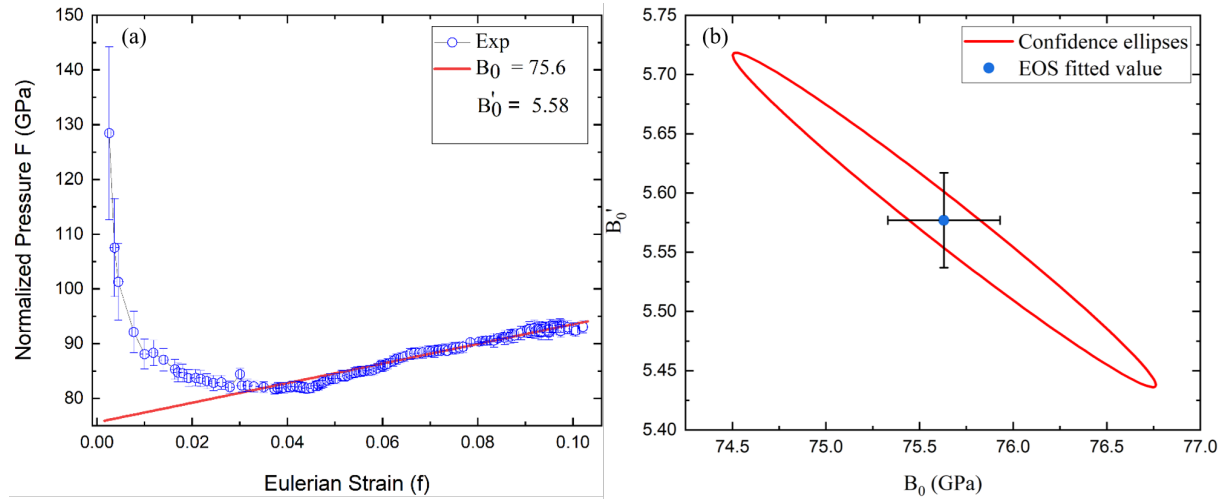 (a)
Exp
B₀ = 75.6
B₀' = 5.58
150
140
130
120
110
100
90
80
Normalized Pressure F (GPa)
0.00 0.02 0.04 0.06 0.08 0.10
Eulerian Strain (f)
(b)
Confidence ellipses
EOS fitted value
5.75
5.70
5.65
5.60
5.55
5.50
5.45
5.40
B₀'
74.5 75.0 75.5 76.0 76.5 77.0
B₀ (GPa)